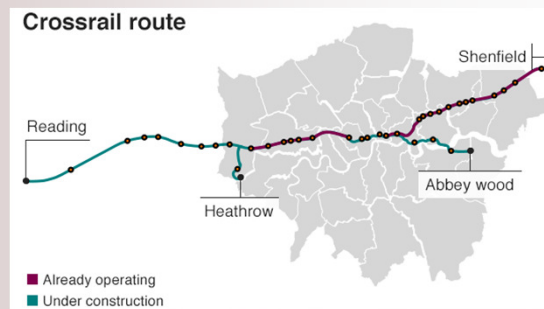 Crossrail route
Shenfield
Reading
Abbey wood
Heathrow
Already operating
Under construction